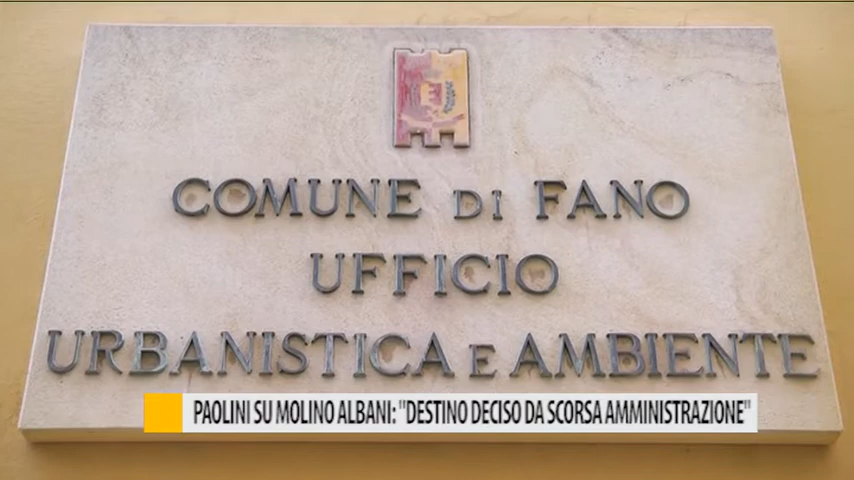 COMUNE DI FANO
UFFICIO
URBANISTICA E AMBIENTE
PAOLINI SU MOLINO ALBANI: "DESTINO DECISO DA SCORSA AMMINISTRAZIONE"